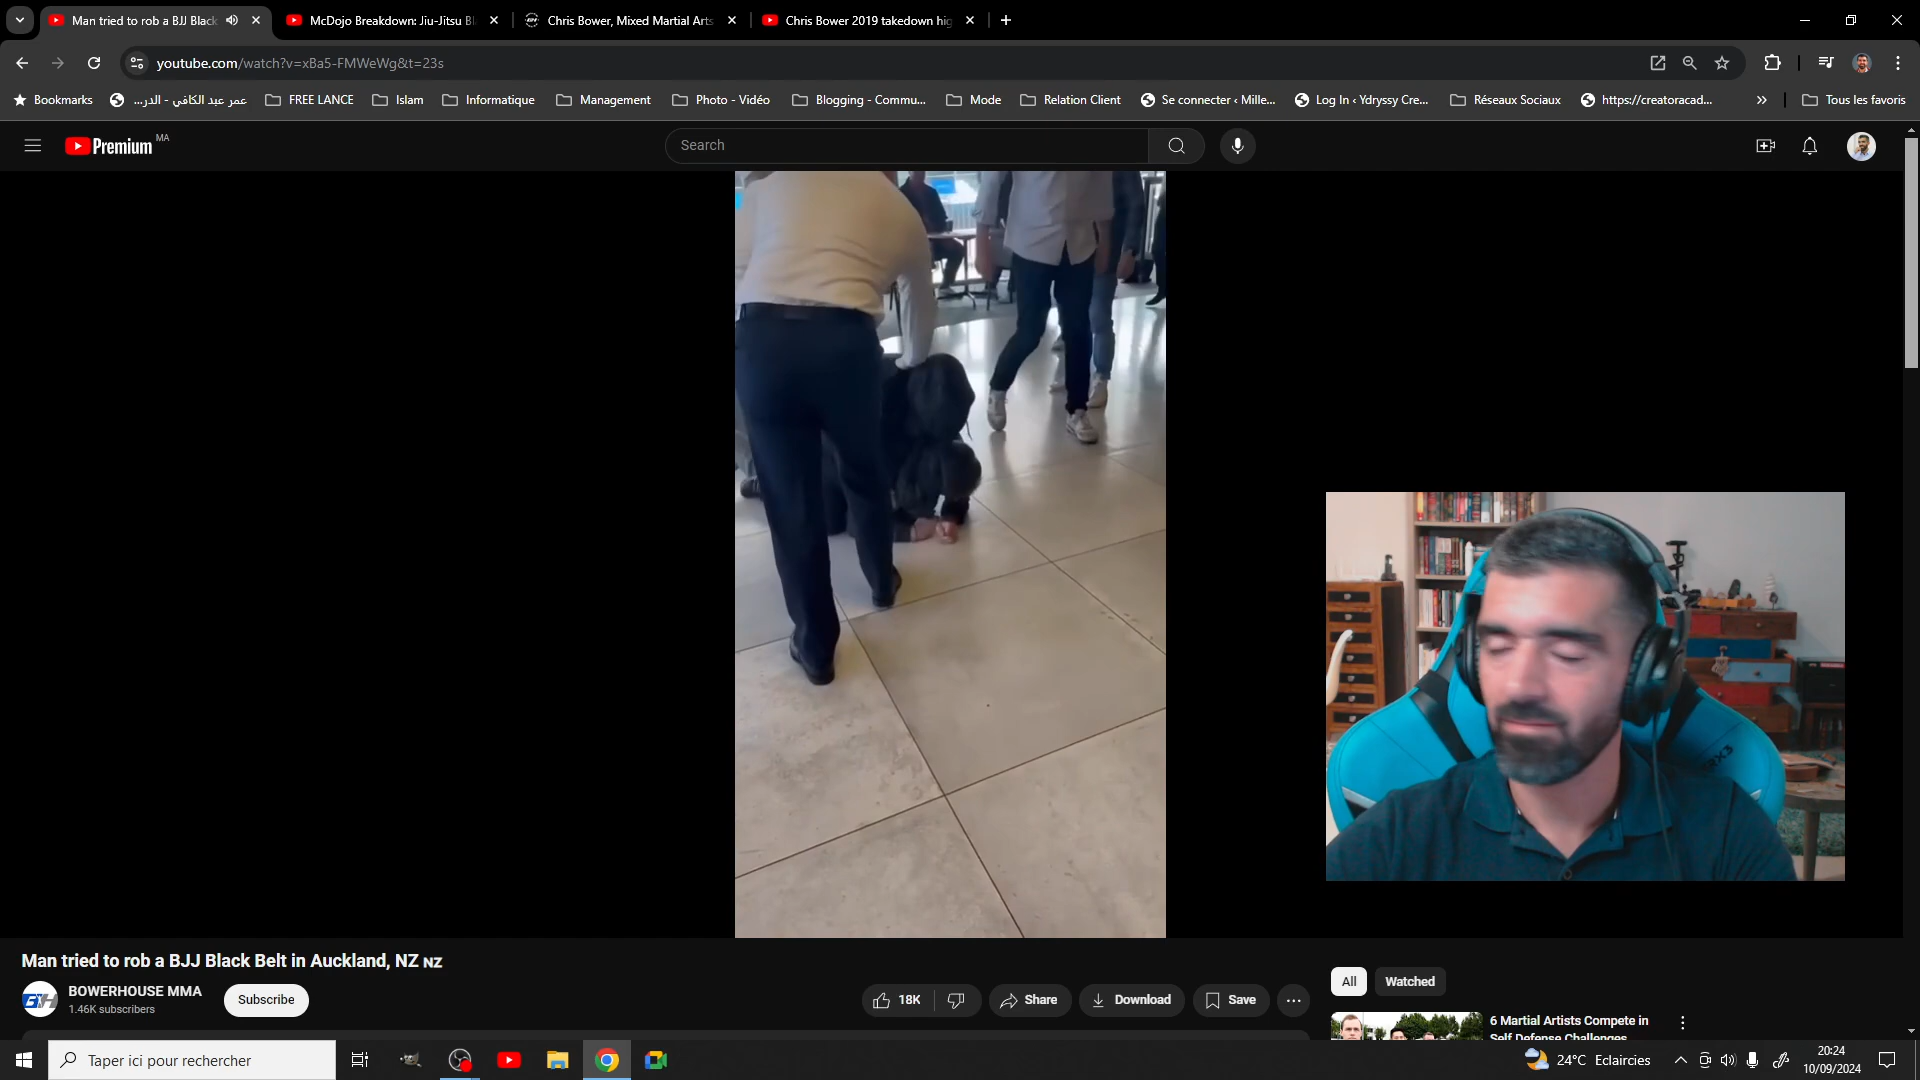 Man tried to rob a BJJ Black
McDojo Breakdown: Jiu-Jitsu Bl
Chris Bower, Mixed Martial Arts
Chris Bower 2019 takedown hig
youtube.com/watch?v=xBa5-FMWeWg&t=23s
Bookmarks
عمر عبد الكافي - الدر...
FREE LANCE
Islam
Informatique
Management
Photo - Vidéo
Blogging - Commu...
Mode
Relation Client
Se connecter ‹ Mille...
Log In ‹ Ydryssy Cre...
Réseaux Sociaux
https://creatoracad...
»
Tous les favoris
Premium MA
Search
Man tried to rob a BJJ Black Belt in Auckland, NZ NZ
BOWERHOUSE MMA
1.46K subscribers
Subscribe
18K
Share
Download
Save
All
Watched
6 Martial Artists Compete in
Self Defense Challenges
Taper ici pour rechercher
24°C Eclaircies
20:24
10/09/2024